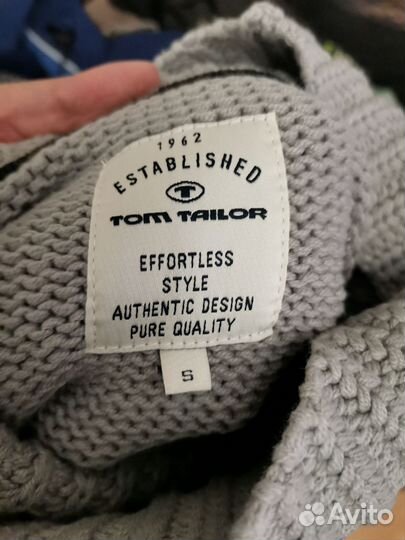 1962
ESTABLISHED
T
TOM TAILOR
EFFORTLESS
STYLE
AUTHENTIC DESIGN
PURE QUALITY
S
Avito